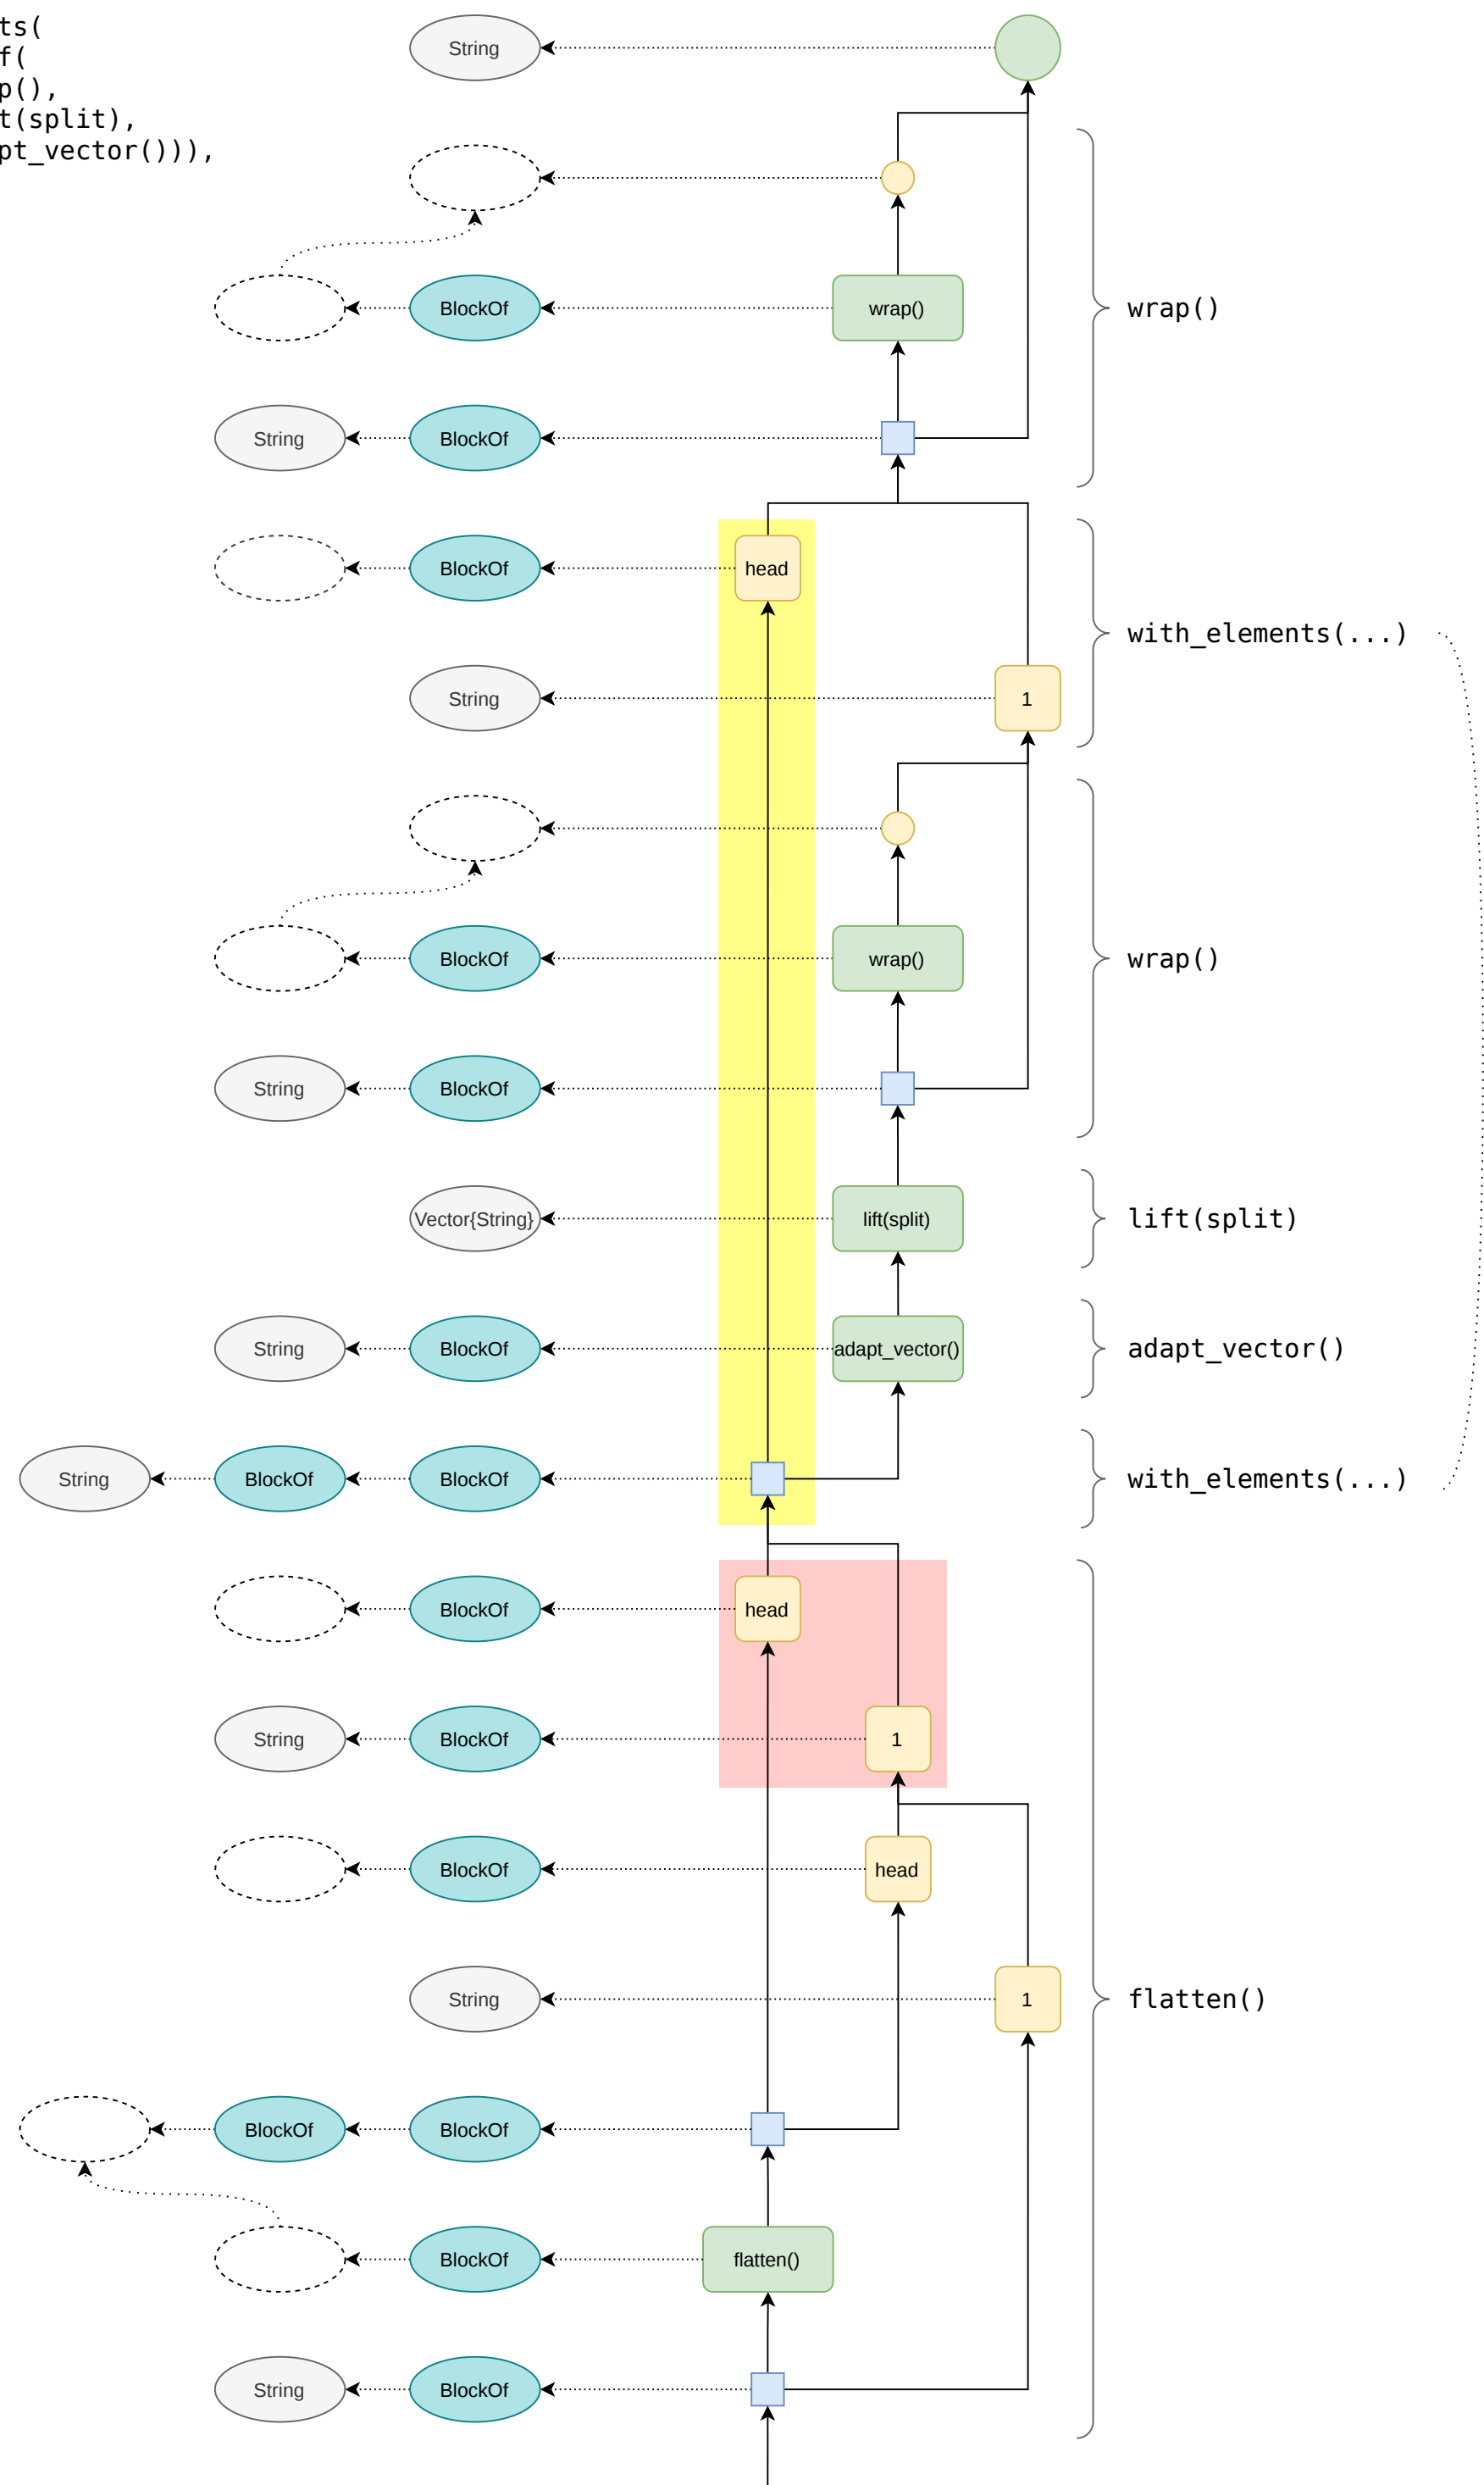 ts(
f(
p(),
t(split),
pt_vector())),
String
BlockOf
wrap()
wrap()
String
BlockOf
BlockOf
head
with_elements(...)
String
1
BlockOf
wrap()
wrap()
String
BlockOf
Vector{String}
lift(split)
lift(split)
String
BlockOf
adapt_vector()
adapt_vector()
String
BlockOf
BlockOf
with_elements(...)
BlockOf
head
String
BlockOf
1
BlockOf
head
String
1
flatten()
BlockOf
BlockOf
BlockOf
flatten()
String
BlockOf